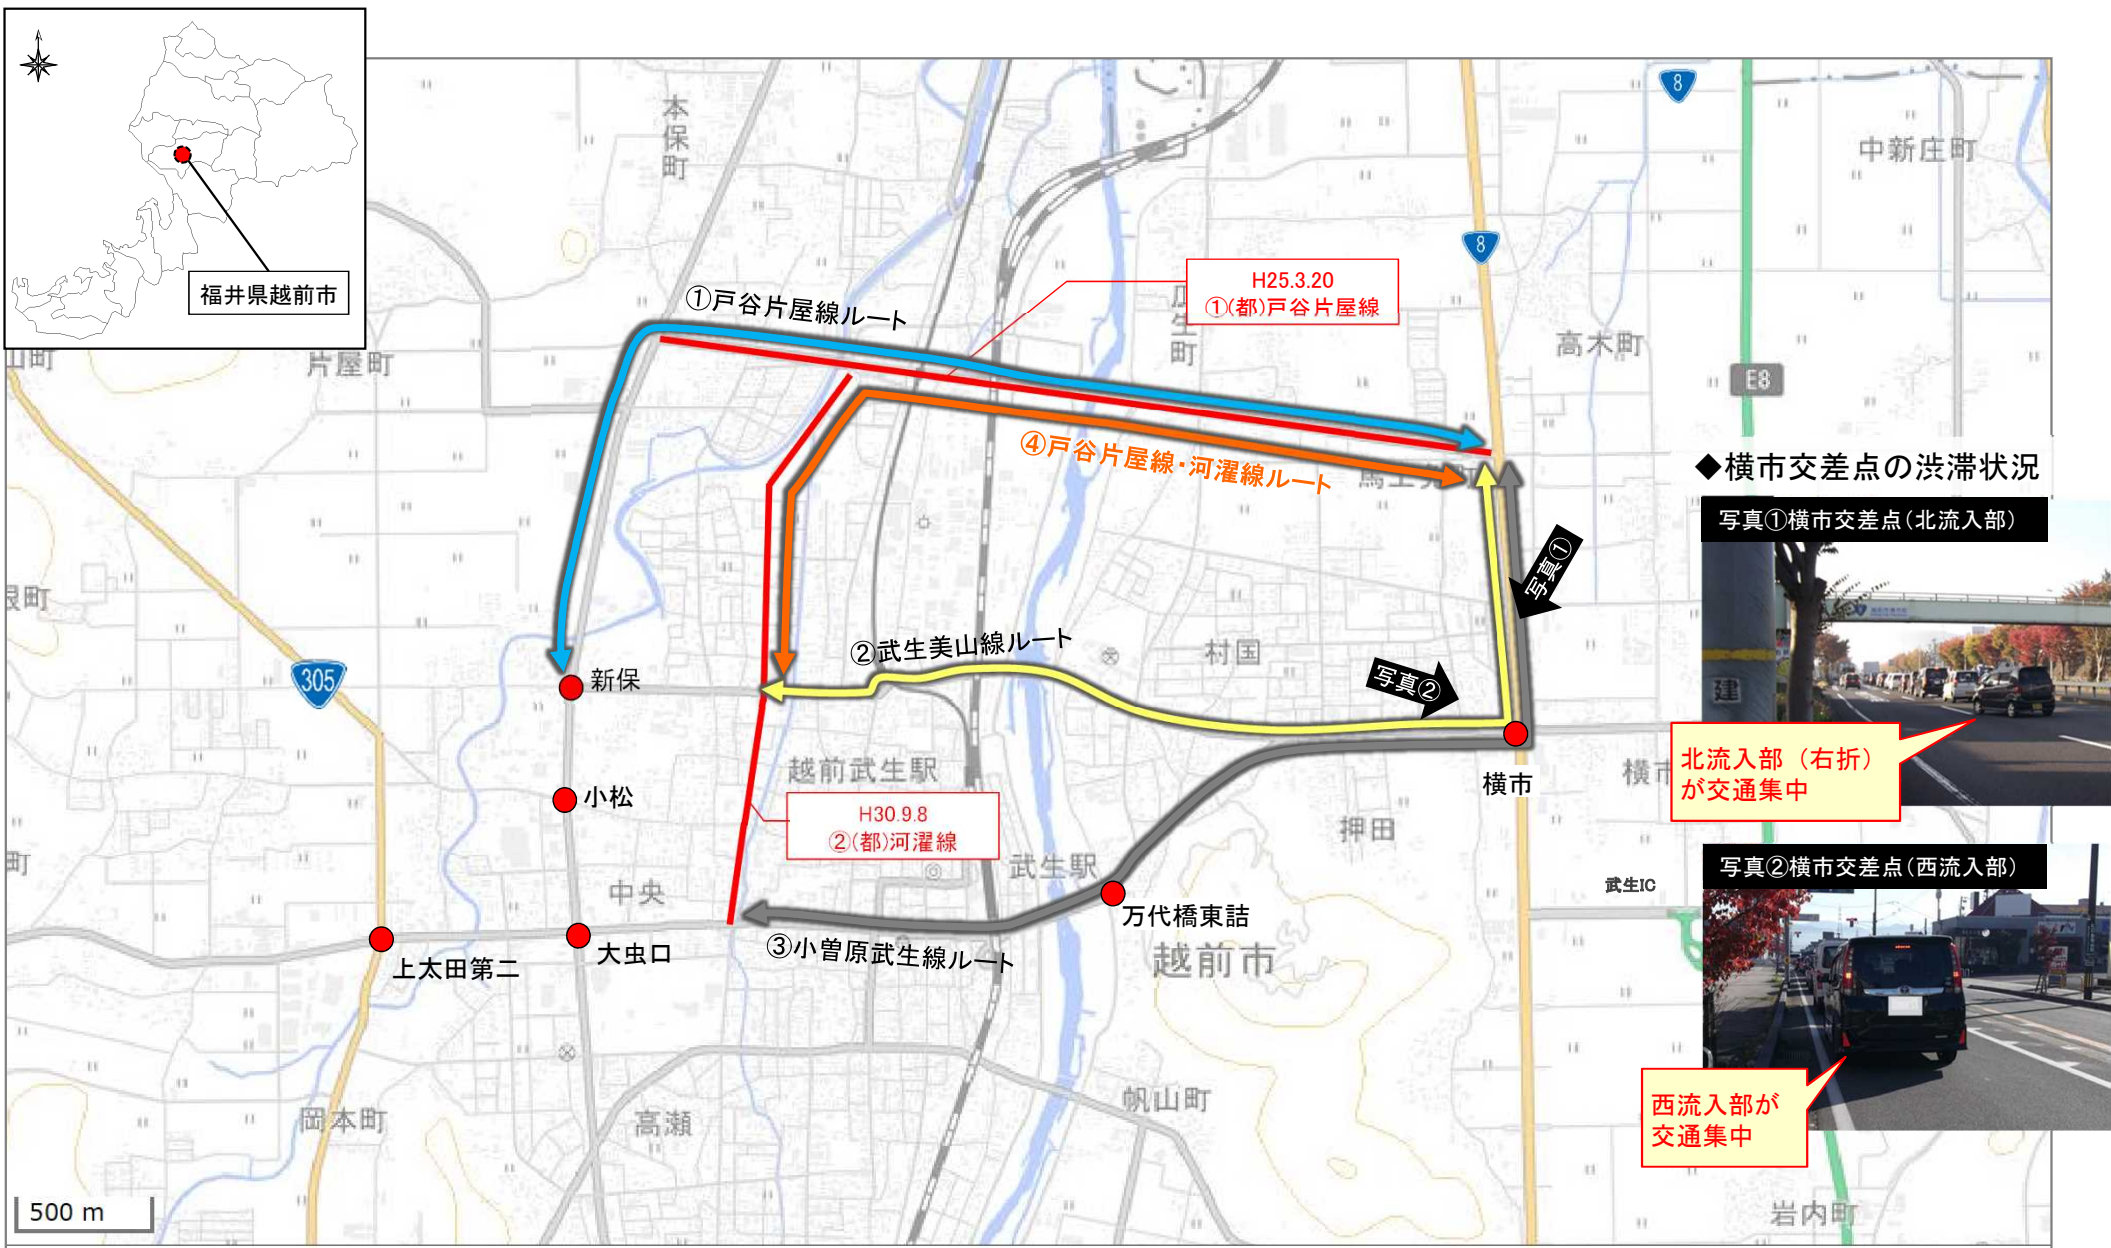 福井県越前市
本保町
8
中新庄町
8
H25.3.20
①(都)戸谷片屋線
①戸谷片屋線ルート
生町
高木町
山町
片屋町
E8
④戸谷片屋線・河濯線ルート
◆横市交差点の渋滞状況
写真①横市交差点(北流入部)
写真①
建
北流入部（右折）
が交通集中
町
②武生美山線ルート
村国
写真②
305
新保
越前武生駅
横市
横市
小松
H30.9.8
②(都)河濯線
押田
写真②横市交差点(西流入部)
町
武生駅
武生IC
中央
万代橋東詰
③小曽原武生線ルート
大虫口
上太田第二
越前市
西流入部が
交通集中
帆山町
岡本町
高瀬
500 m
岩内町